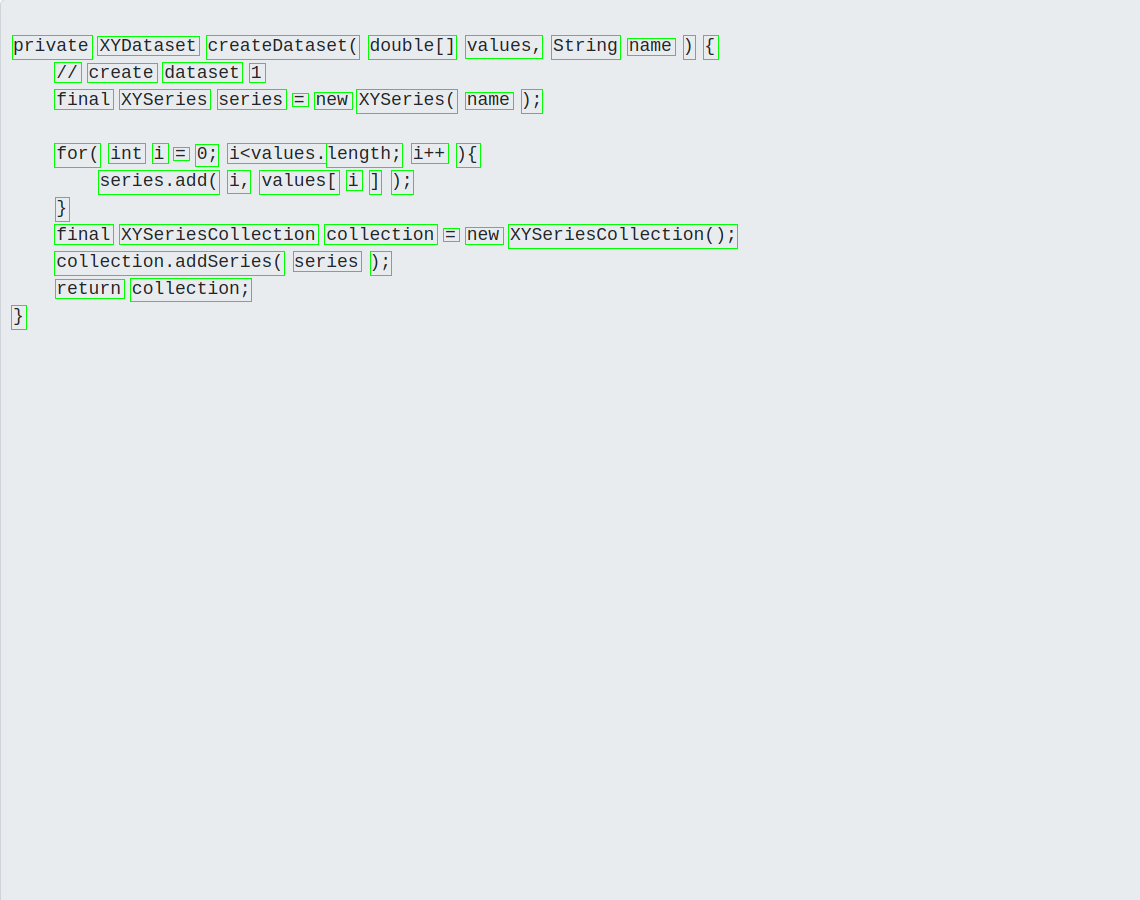 private XYDataset createDataset( double[] values, String name ) {
    // create dataset 1
    final XYSeries series = new XYSeries( name );

    for( int i = 0; i<values.length; i++ ){
        series.add( i, values[ i ] );
    }
    final XYSeriesCollection collection = new XYSeriesCollection();
    collection.addSeries( series );
    return collection;
}